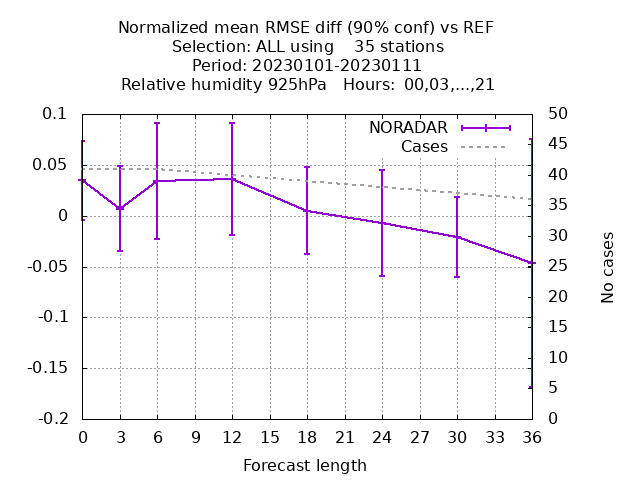 Normalized mean RMSE diff (90% conf) vs REF
Selection: ALL using    35 stations
Period: 20230101-20230111
Relative humidity 925hPa   Hours: 00,03,...,21
NORADAR
Cases
0.1
0.05
0
-0.05
-0.1
-0.15
-0.2
50
45
40
35
30
25
20
15
10
5
0
No cases
0 3 6 9 12 15 18 21 24 27 30 33 36
Forecast length